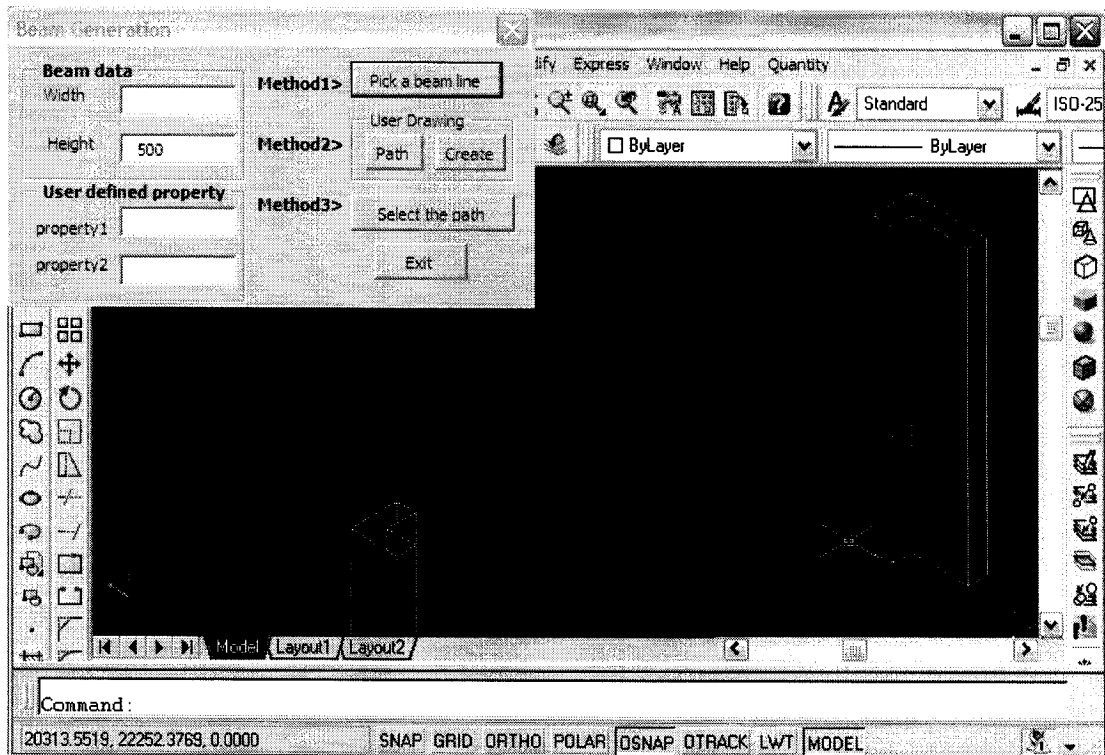 Beam Generation
Beam data
Width
Height 500
User defined property
property1
property2
Method1> Pick a beam line
User Drawing
Method2> Path Create
Method3> Select the path
Exit
Express Window Help Quantity
Standard ISO-25
ByLayer ByLayer
Model Layout1 Layout2
Command:
20313.5519, 22252.3769, 0.0000 SNAP GRID ORTHO POLAR OSNAP OTRACK LWT MODEL